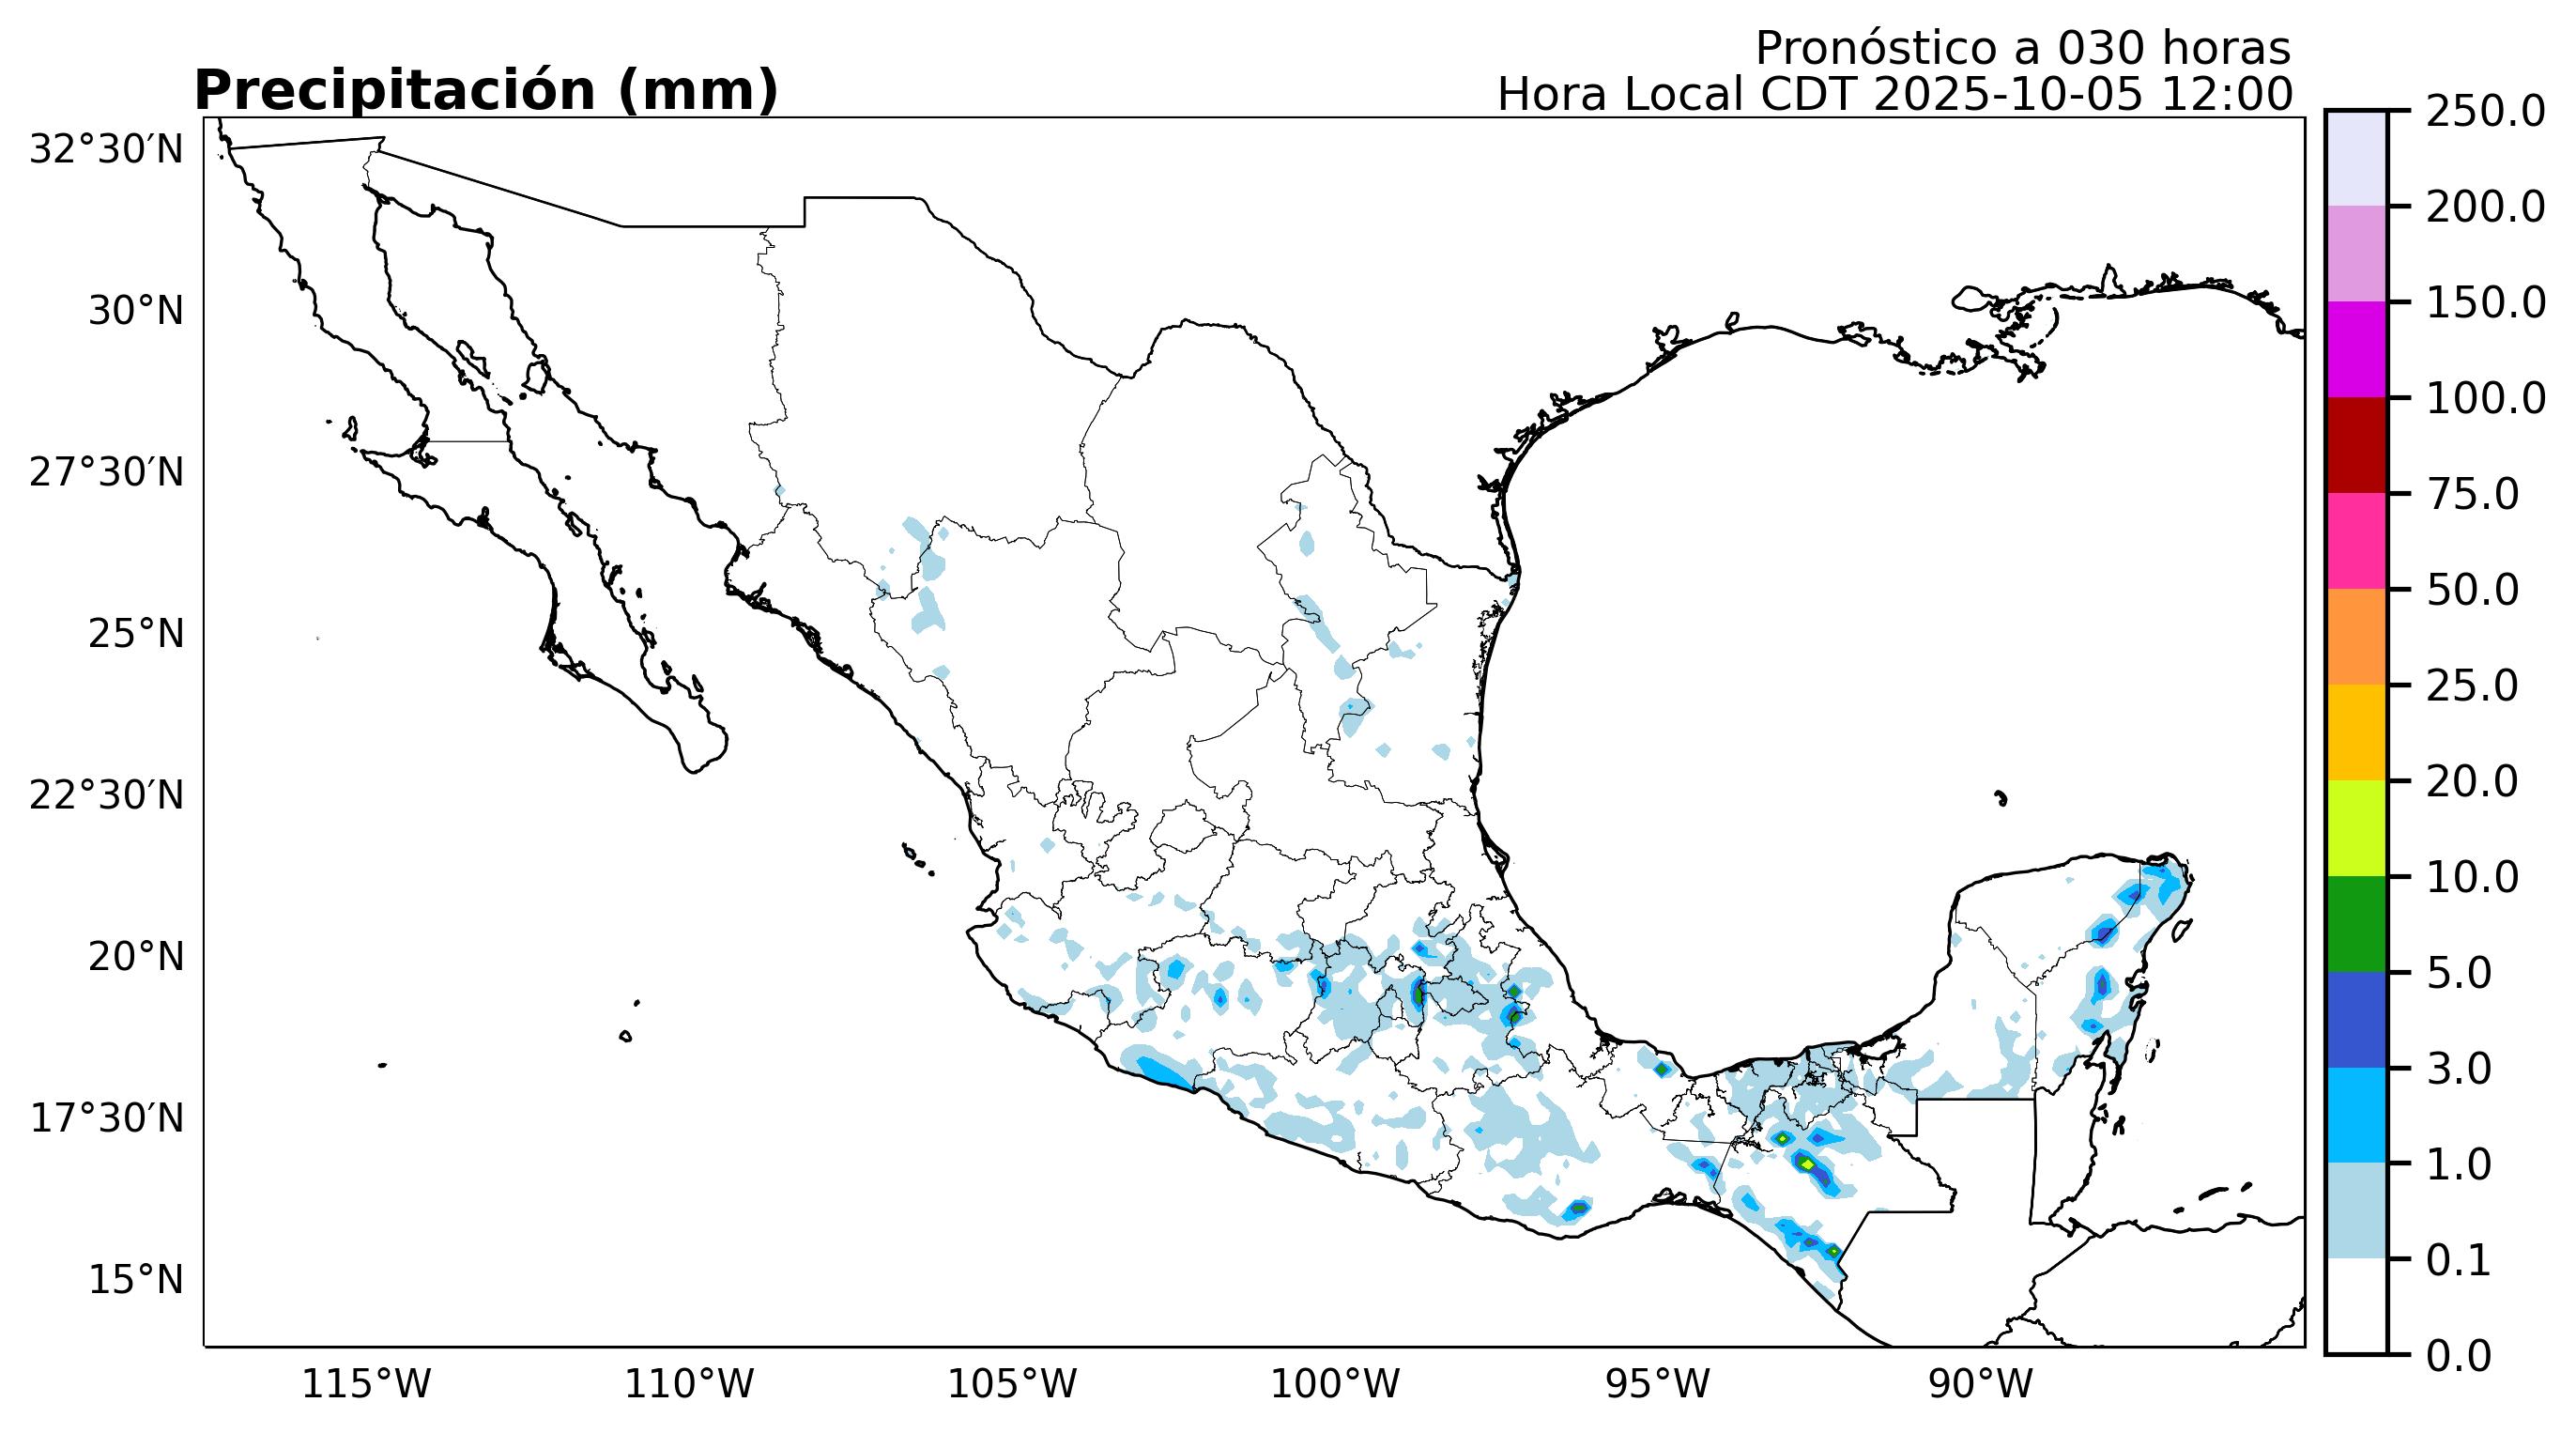 Pronóstico a 030 horas
Precipitación (mm)
Hora Local CDT 2025-10-05 12:00
32°30′N
30°N
27°30′N
25°N
22°30′N
20°N
17°30′N
15°N
115°W
110°W
105°W
100°W
95°W
90°W
250.0
200.0
150.0
100.0
75.0
50.0
25.0
20.0
10.0
5.0
3.0
1.0
0.1
0.0